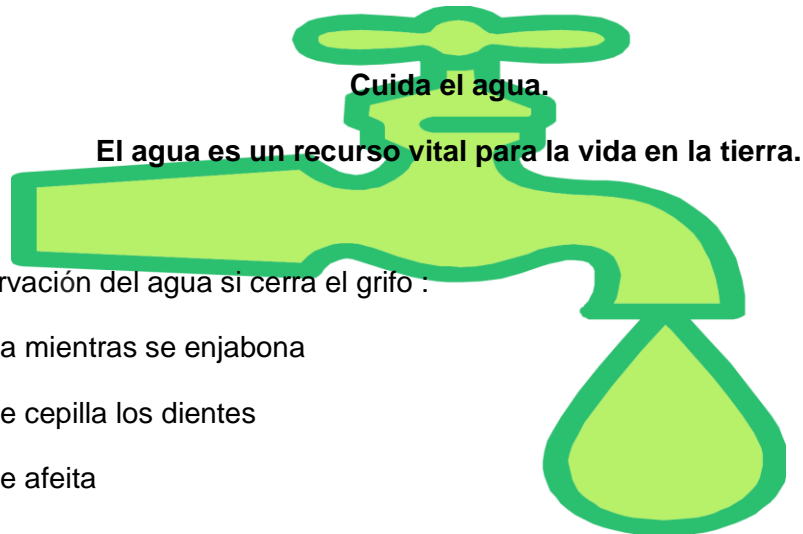 Cuida el agua.
El agua es un recurso vital para la vida en la tierra.
del agua si cerra el grifo :
mientras se enjabona
cepilla los dientes
afeita